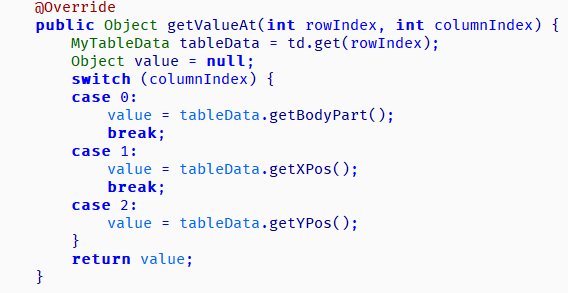 @Override
public Object getValueAt(int rowIndex, int columnIndex) {
    MyTableData tableData = td.get(rowIndex);
    Object value = null;
    switch (columnIndex) {
    case 0:
        value = tableData.getBodyPart();
        break;
    case 1:
        value = tableData.getXPos();
        break;
    case 2:
        value = tableData.getYPos();
    }
    return value;
}